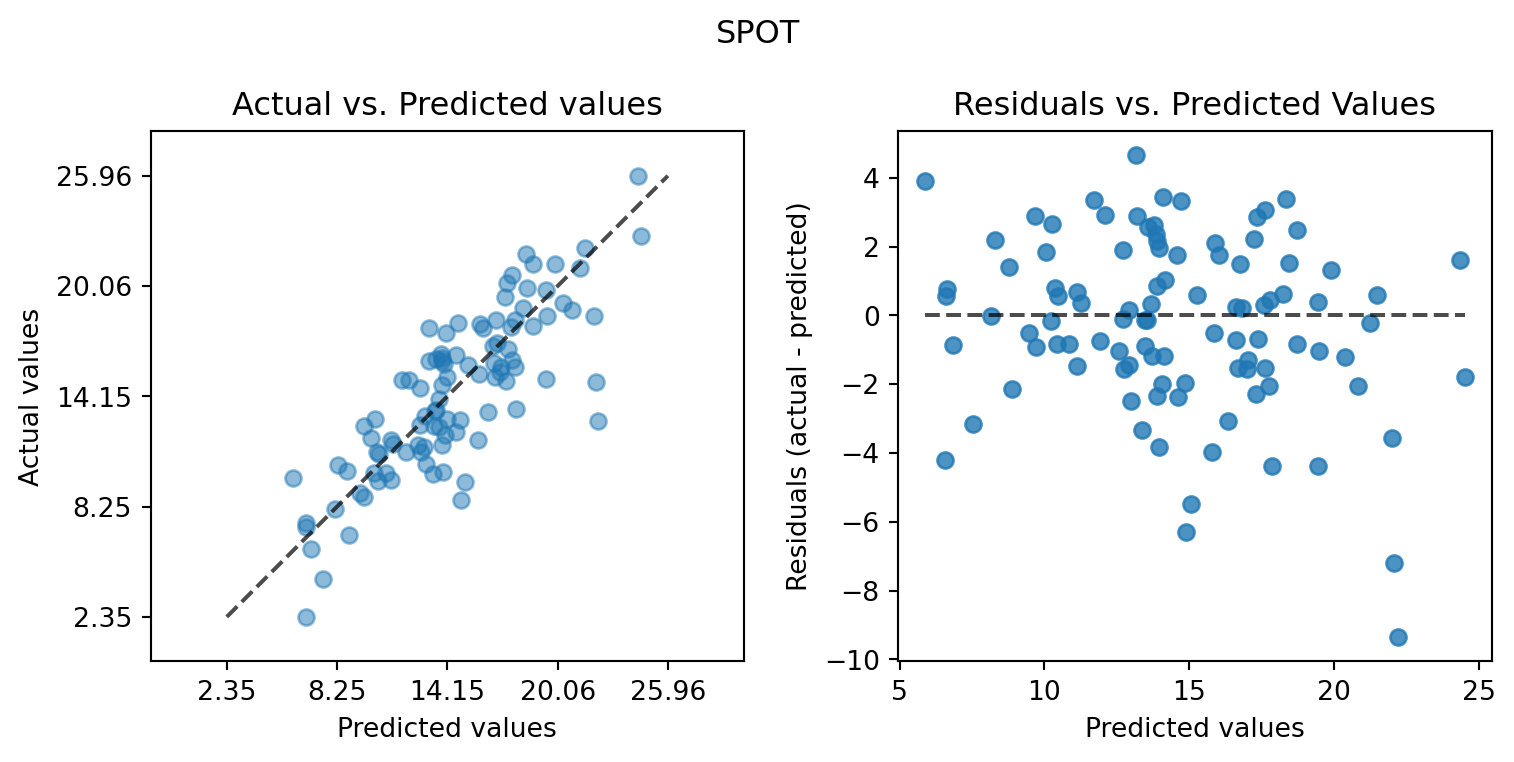 SPOT
Actual vs. Predicted values
Actual values
25.96
20.06
14.15
8.25
2.35
2.35 8.25 14.15 20.06 25.96
Predicted values
Residuals vs. Predicted Values
Residuals (actual - predicted)
4
2
0
−2
−4
−6
−8
−10
5 10 15 20 25
Predicted values